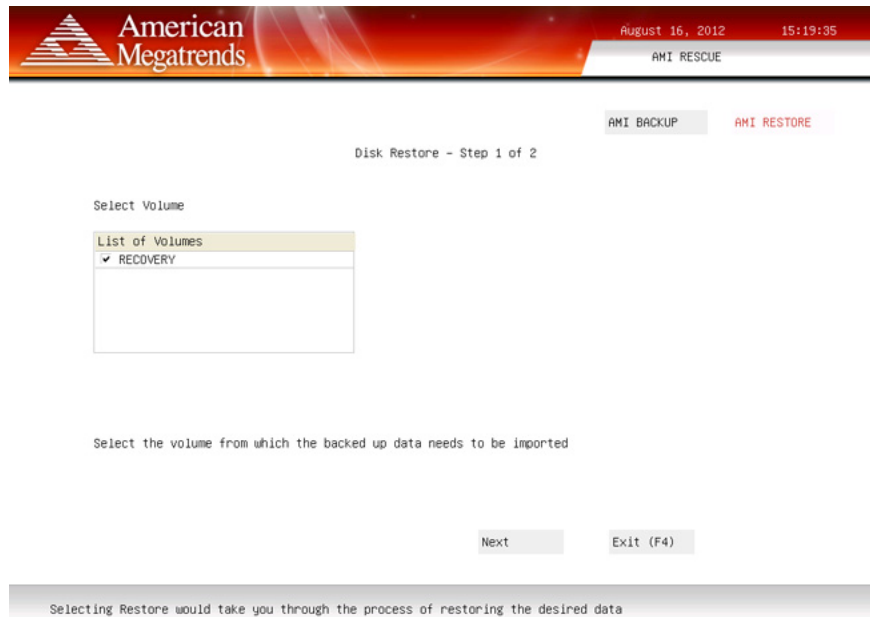 American
Megatrends
August 16, 2012 15:19:35
AMI RESCUE
AMI BACKUP AMI RESTORE
Disk Restore - Step 1 of 2
Select Volume
List of Volumes
RECOVERY
Select the volume from which the backed up data needs to be imported
Next Exit (F4)
Selecting Restore would take you through the process of restoring the desired data